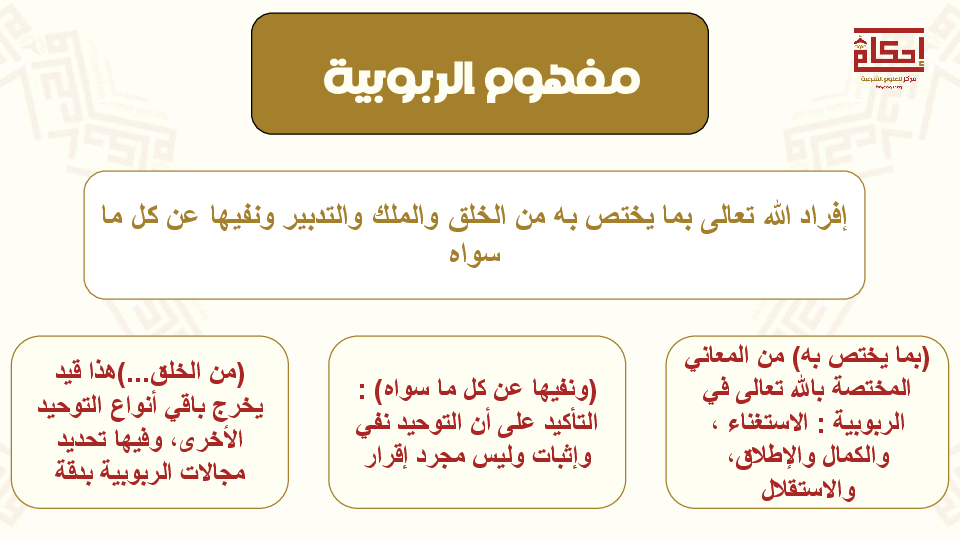 إحكام
مركز للعلوم الشرعية
مفهوم الربوبية
إفراد الله تعالى بما يختص به من الخلق والملك والتدبير ونفيها عن كل ما
سواه
(بما يختص به) من المعاني
المختصة بالله تعالى في
الربوبية : الاستغناء ،
والكمال والإطلاق،
والاستقلال
(ونفيها عن كل ما سواه) :
التأكيد على أن التوحيد نفي
وإثبات وليس مجرد إقرار
(من الخلق...)هذا قيد
يخرج باقي أنواع التوحيد
الأخرى، وفيها تحديد
مجالات الربوبية بدقة